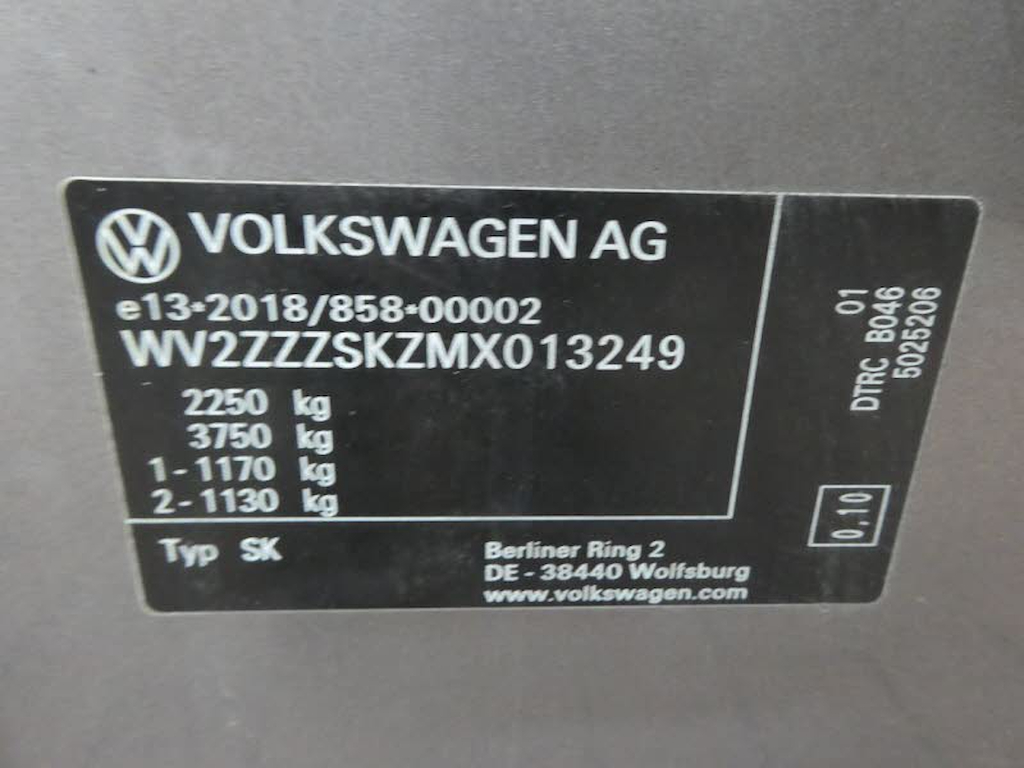 VOLKSWAGEN AG
e13*2018/858*00002
WV2ZZZSKZMX013249
2250 kg
3750 kg
1-1170 kg
2-1130 kg
Typ SK
Berliner Ring 2
DE-38440 Wolfsburg
www.volkswagen.com
01
DTRC B046
5025206
0,10